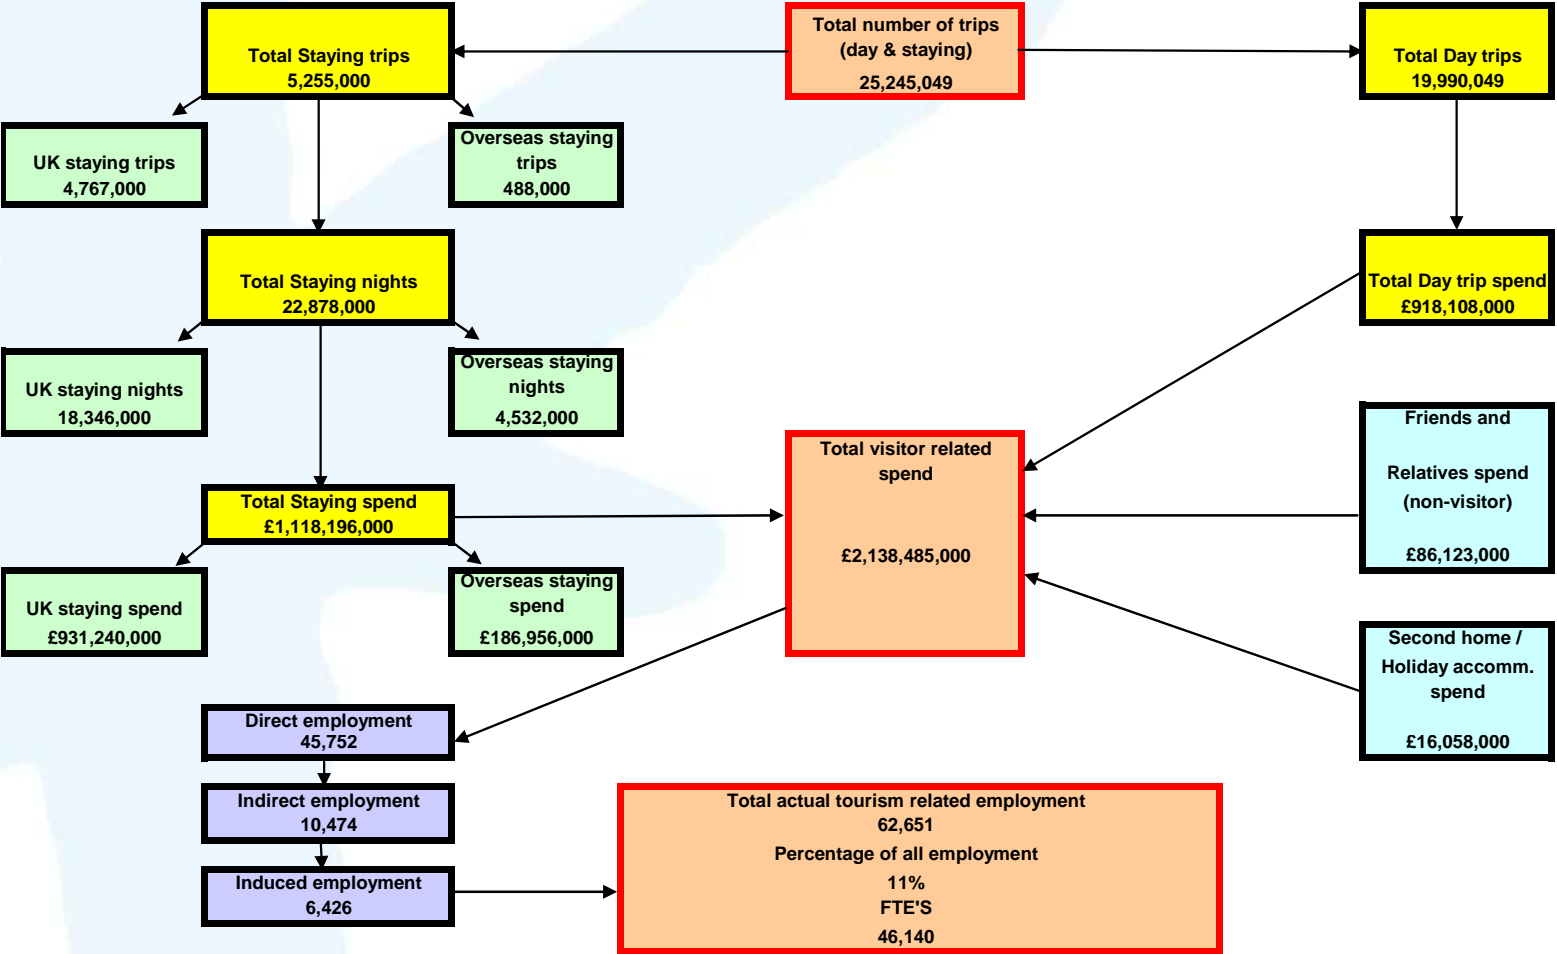 Total Staying trips
5,255,000
Total number of trips
(day & staying)
25,245,049
Total Day trips
19,990,049
UK staying trips
4,767,000
Overseas staying
trips
488,000
Total Staying nights
22,878,000
Total Day trip spend
£918,108,000
UK staying nights
18,346,000
Overseas staying
nights
4,532,000
Friends and
Relatives spend
(non-visitor)
£86,123,000
Total visitor related
spend
£2,138,485,000
Total Staying spend
£1,118,196,000
UK staying spend
£931,240,000
Overseas staying
spend
£186,956,000
Second home /
Holiday accomm.
spend
£16,058,000
Direct employment
45,752
Indirect employment
10,474
Induced employment
6,426
Total actual tourism related employment
62,651
Percentage of all employment
11%
FTE'S
46,140